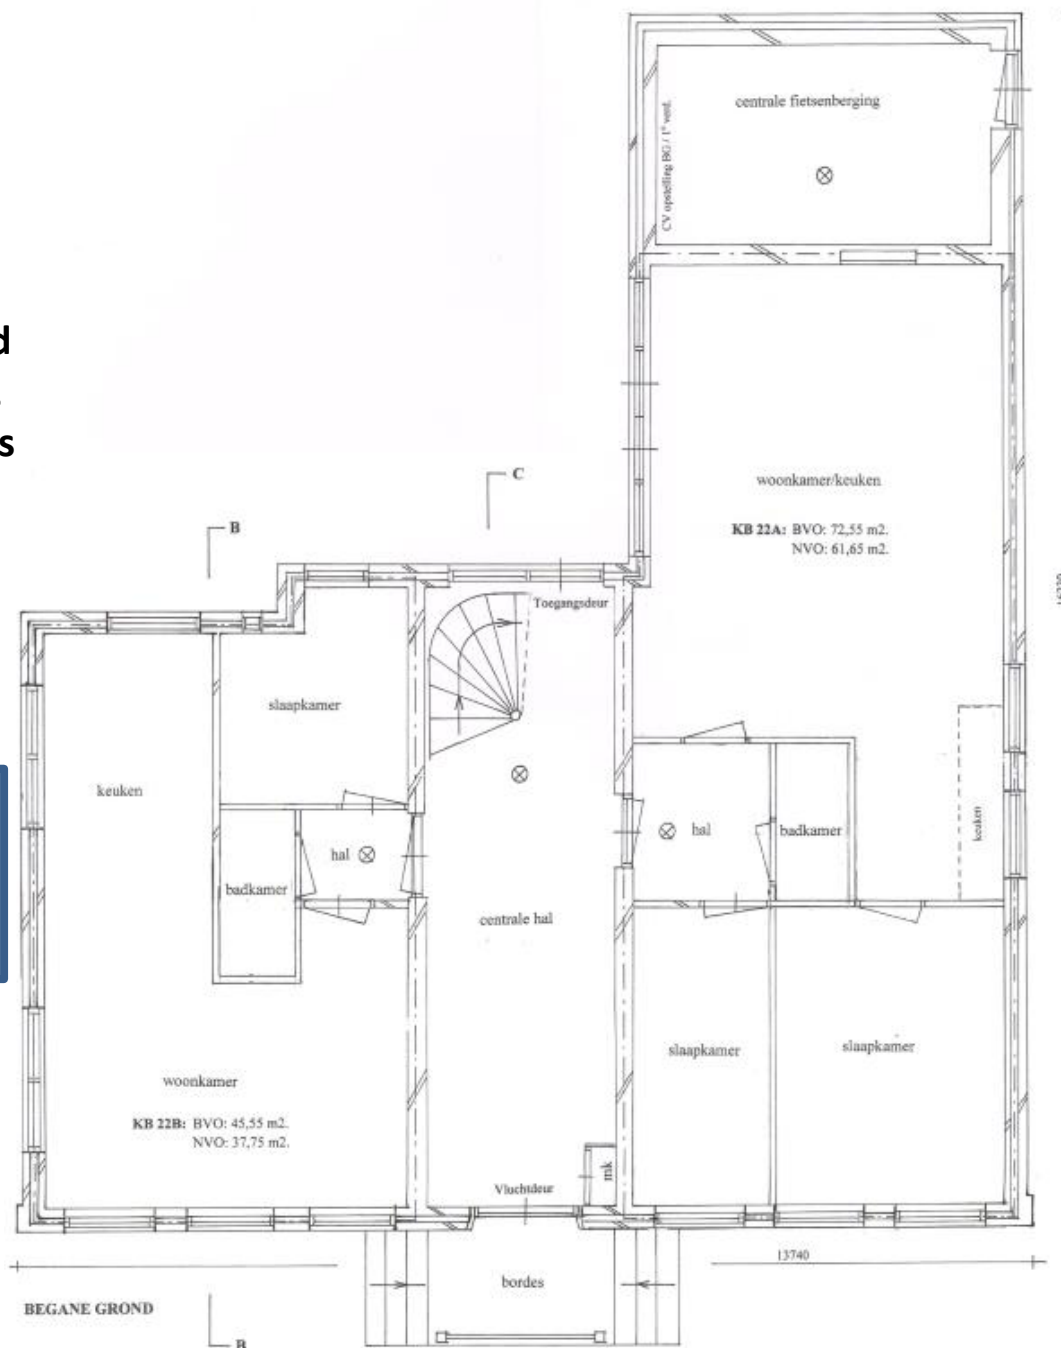 centrale fietsenberging
CV opstelling BG / 1e verd.
d
s
woonkamer/keuken
KB 22A: BVO: 72,55 m2.
NVO: 61,65 m2.
C
B
Toegangsdeur
slaapkamer
keuken
hal
badkamer
hal
badkamer
keuken
centrale hal
slaapkamer
slaapkamer
woonkamer
KB 22B: BVO: 45,55 m2.
NVO: 37,75 m2.
mk
Vluchtdeur
13740
bordes
BEGANE GROND
B